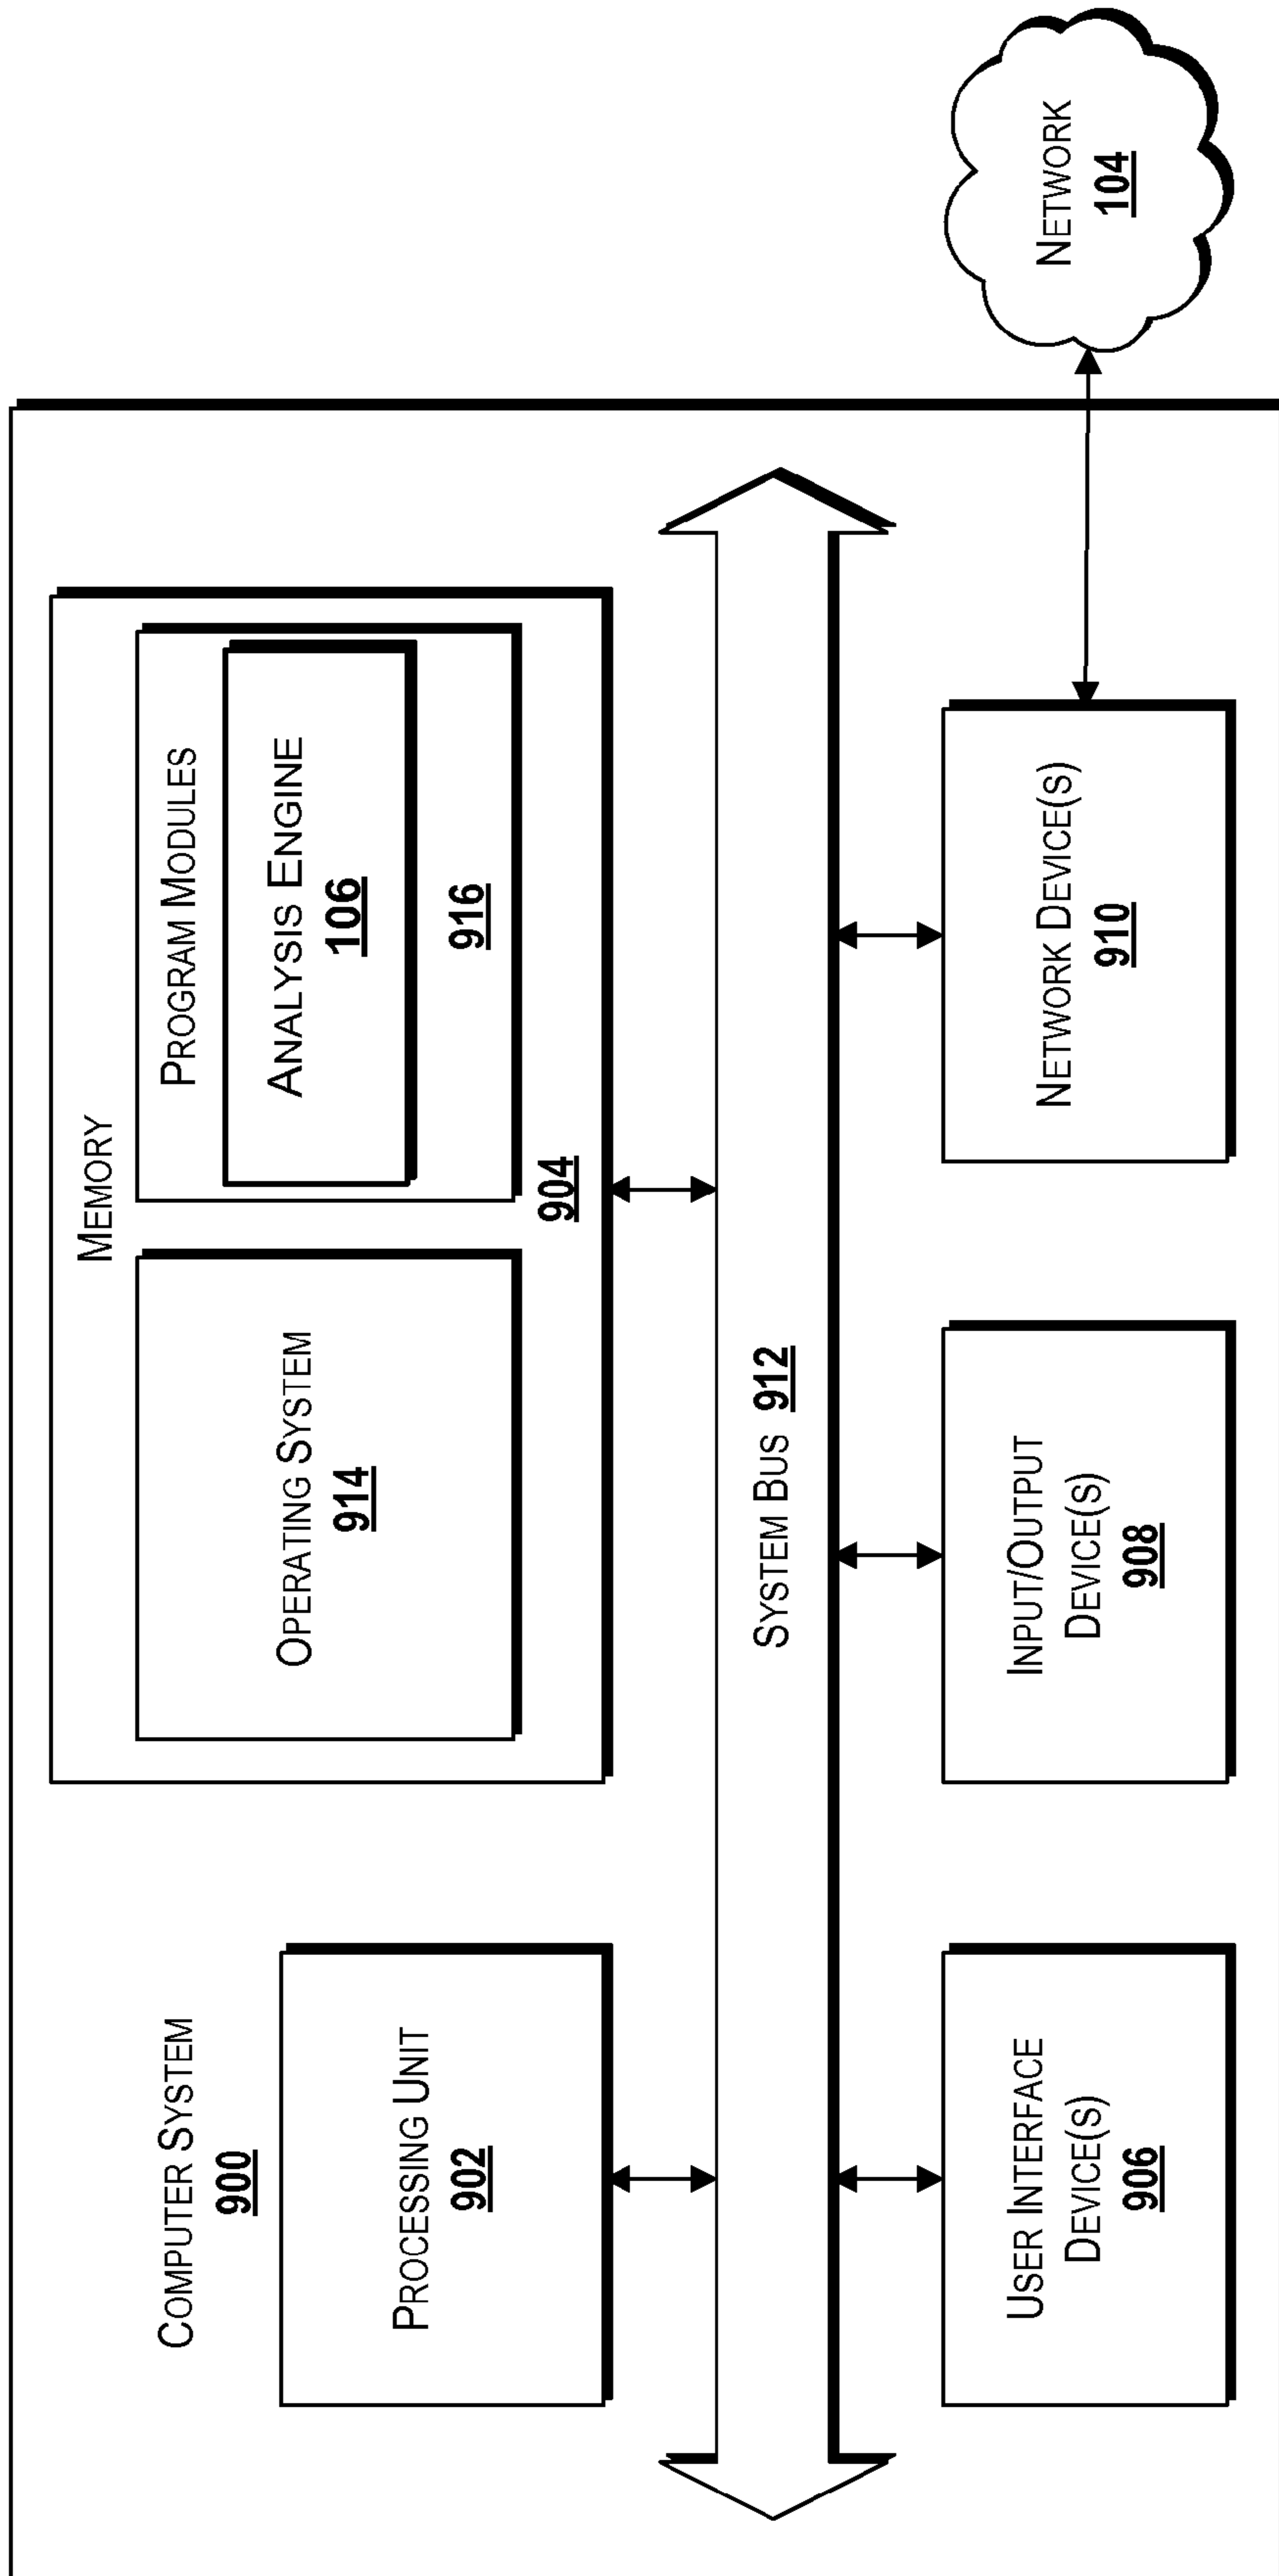 COMPUTER SYSTEM
900
PROCESSING UNIT
902
MEMORY
OPERATING SYSTEM
914
PROGRAM MODULES
ANALYSIS ENGINE
106
916
904
SYSTEM BUS 912
USER INTERFACE
DEVICE(S)
906
INPUT/OUTPUT
DEVICE(S)
908
NETWORK DEVICE(S)
910
NETWORK
104